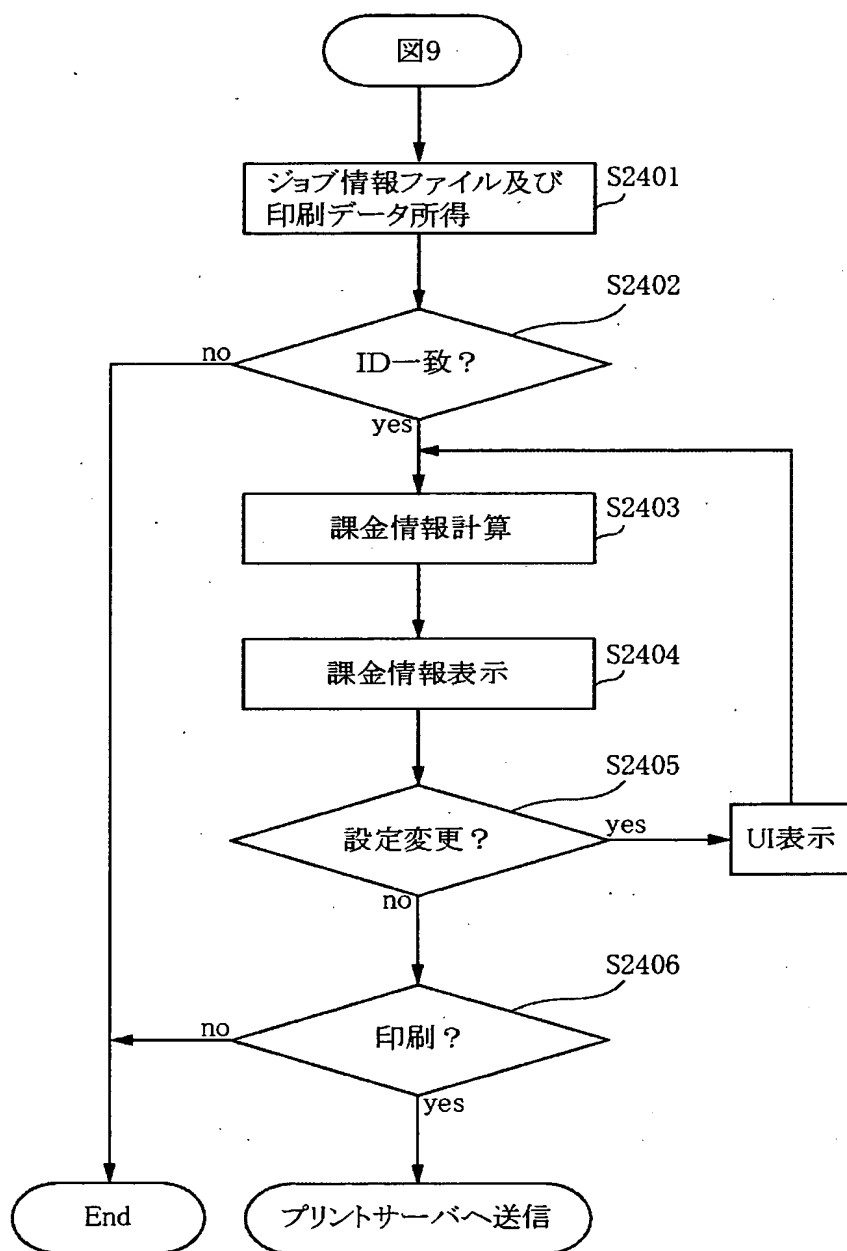 図9
ジョブ情報ファイル及び
印刷データ所得
S2401
S2402
ID一致?
no
yes
課金情報計算
S2403
課金情報表示
S2404
S2405
設定変更?
yes
UI表示
no
S2406
印刷?
no
yes
End
プリントサーバへ送信